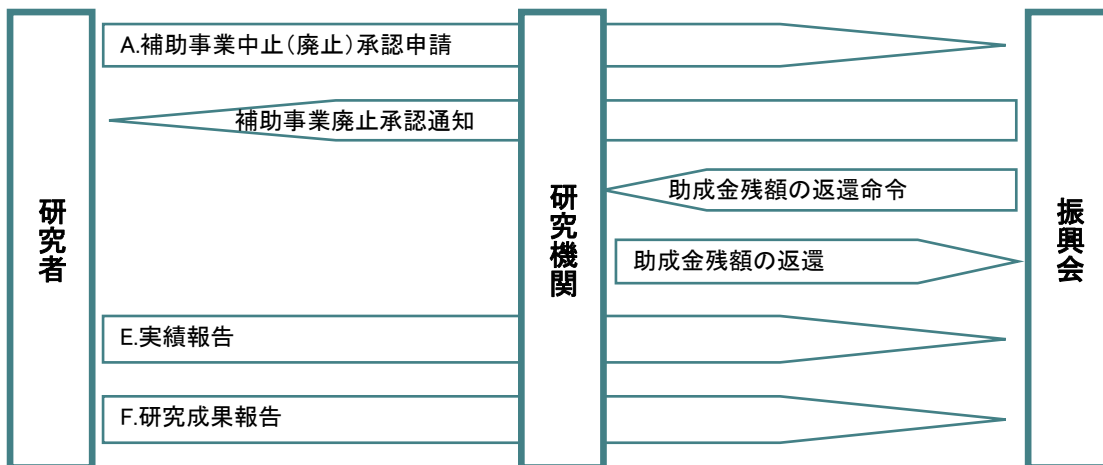 A.補助事業中止(廃止)承認申請
補助事業廃止承認通知
助成金残額の返還命令
研究者
研究機関
振興会
助成金残額の返還
E.実績報告
F.研究成果報告